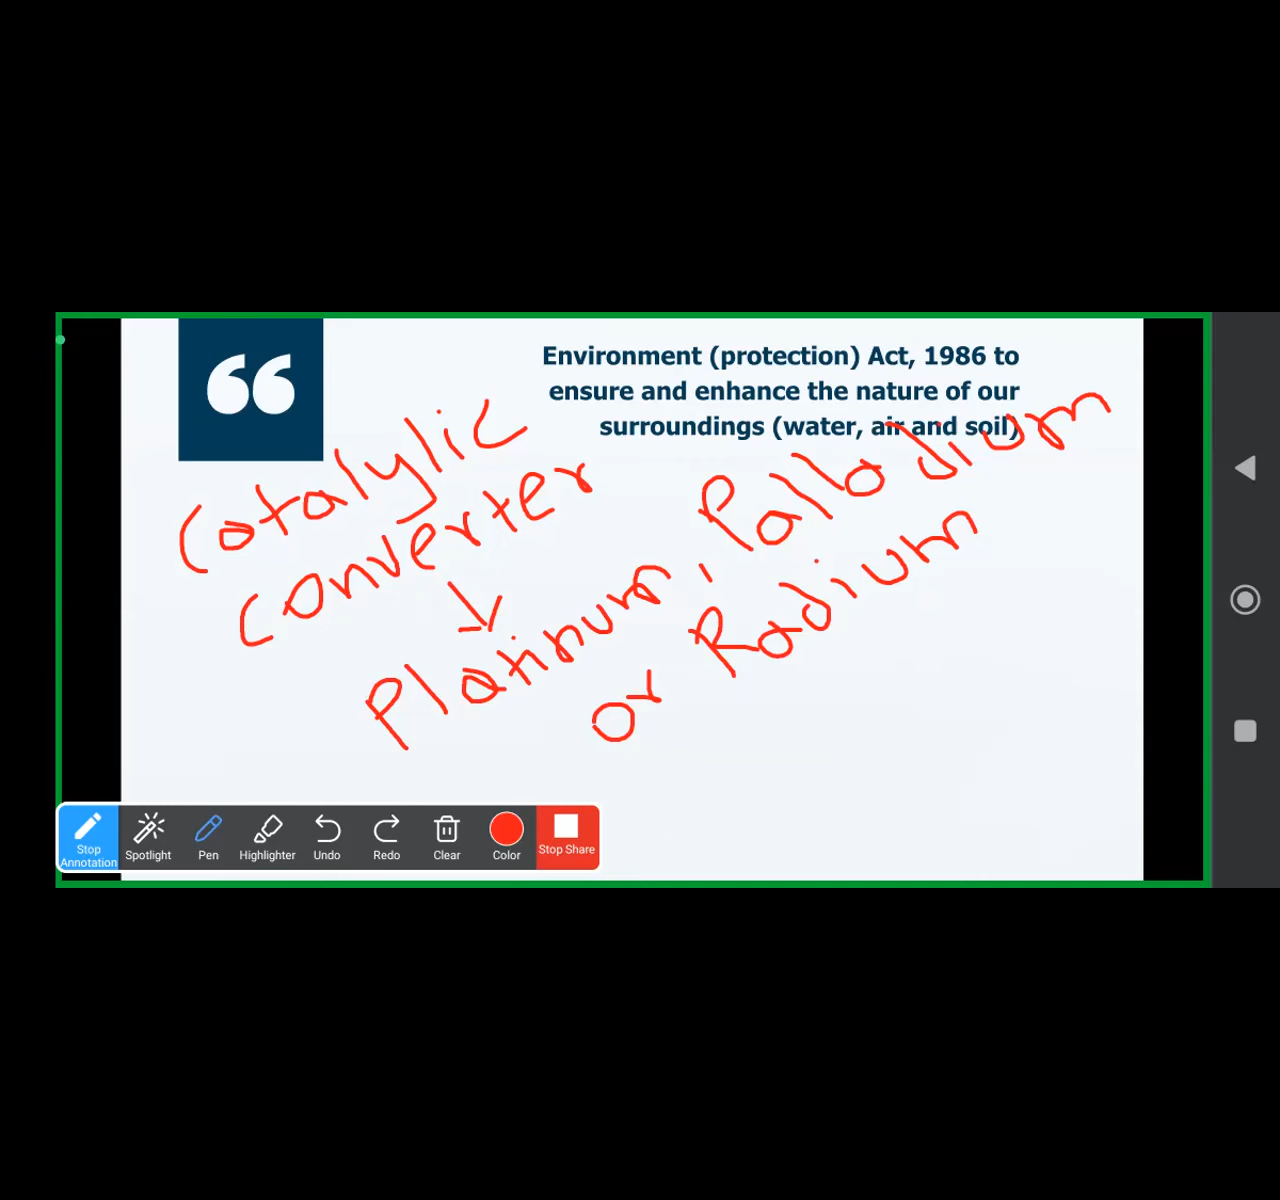 Environment (protection) Act, 1986 to
ensure and enhance the nature of our
surroundings (water, air and soil)
Catalylic
Converter
Platinum, Palladium
or Radium
Stop Annotation
Spotlight
Pen
Highlighter
Undo
Redo
Clear
Color
Stop Share